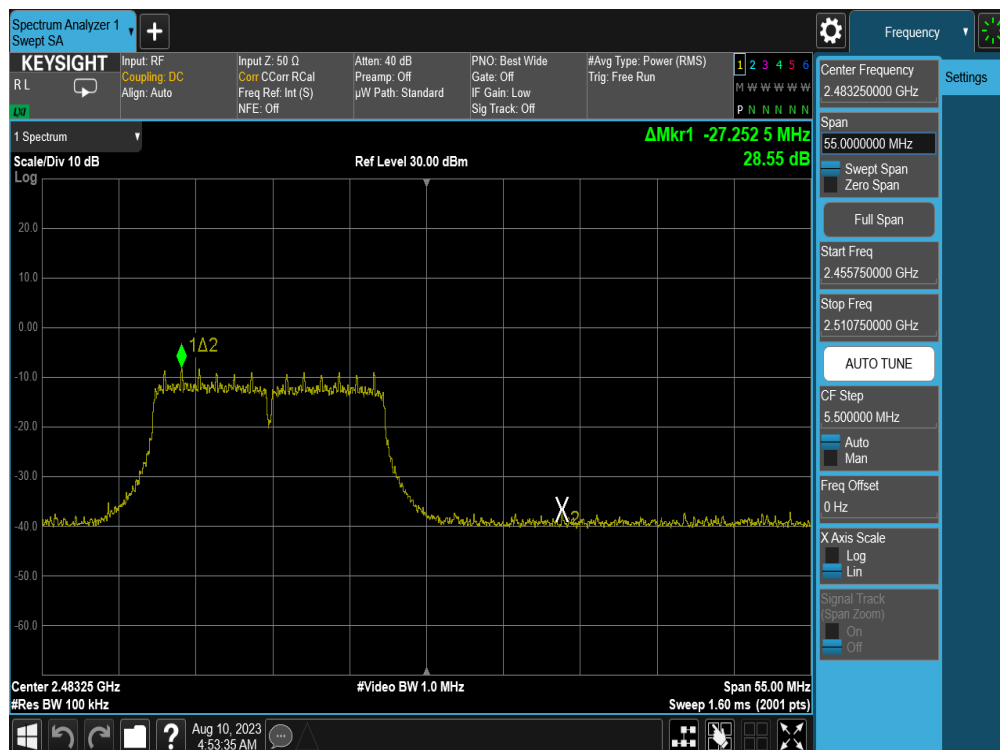 Spectrum Analyzer 1
Swept SA
+
Frequency
KEYSIGHT
R L
LXI
Input: RF
Coupling: DC
Align: Auto
Input Z: 50 Ω
Corr CCorr RCal
Freq Ref: Int (S)
NFE: Off
Atten: 40 dB
Preamp: Off
µW Path: Standard
PNO: Best Wide
Gate: Off
IF Gain: Low
Sig Track: Off
#Avg Type: Power (RMS)
Trig: Free Run
1 2 3 4 5 6
M W W W W W
P N N N N N
1 Spectrum
Scale/Div 10 dB
Log
Ref Level 30.00 dBm
ΔMkr1 -27.252 5 MHz
28.55 dB
20.0
10.0
0.00
-10.0
-20.0
-30.0
-40.0
-50.0
-60.0
1Δ2
X2
Center 2.48325 GHz
#Res BW 100 kHz
#Video BW 1.0 MHz
Span 55.00 MHz
Sweep 1.60 ms (2001 pts)
Center Frequency
2.483250000 GHz
Settings
Span
55.0000000 MHz
Swept Span
Zero Span
Full Span
Start Freq
2.455750000 GHz
Stop Freq
2.510750000 GHz
AUTO TUNE
CF Step
5.500000 MHz
Auto
Man
Freq Offset
0 Hz
X Axis Scale
Log
Lin
Signal Track
(Span Zoom)
On
Off
?
Aug 10, 2023
4:53:35 AM